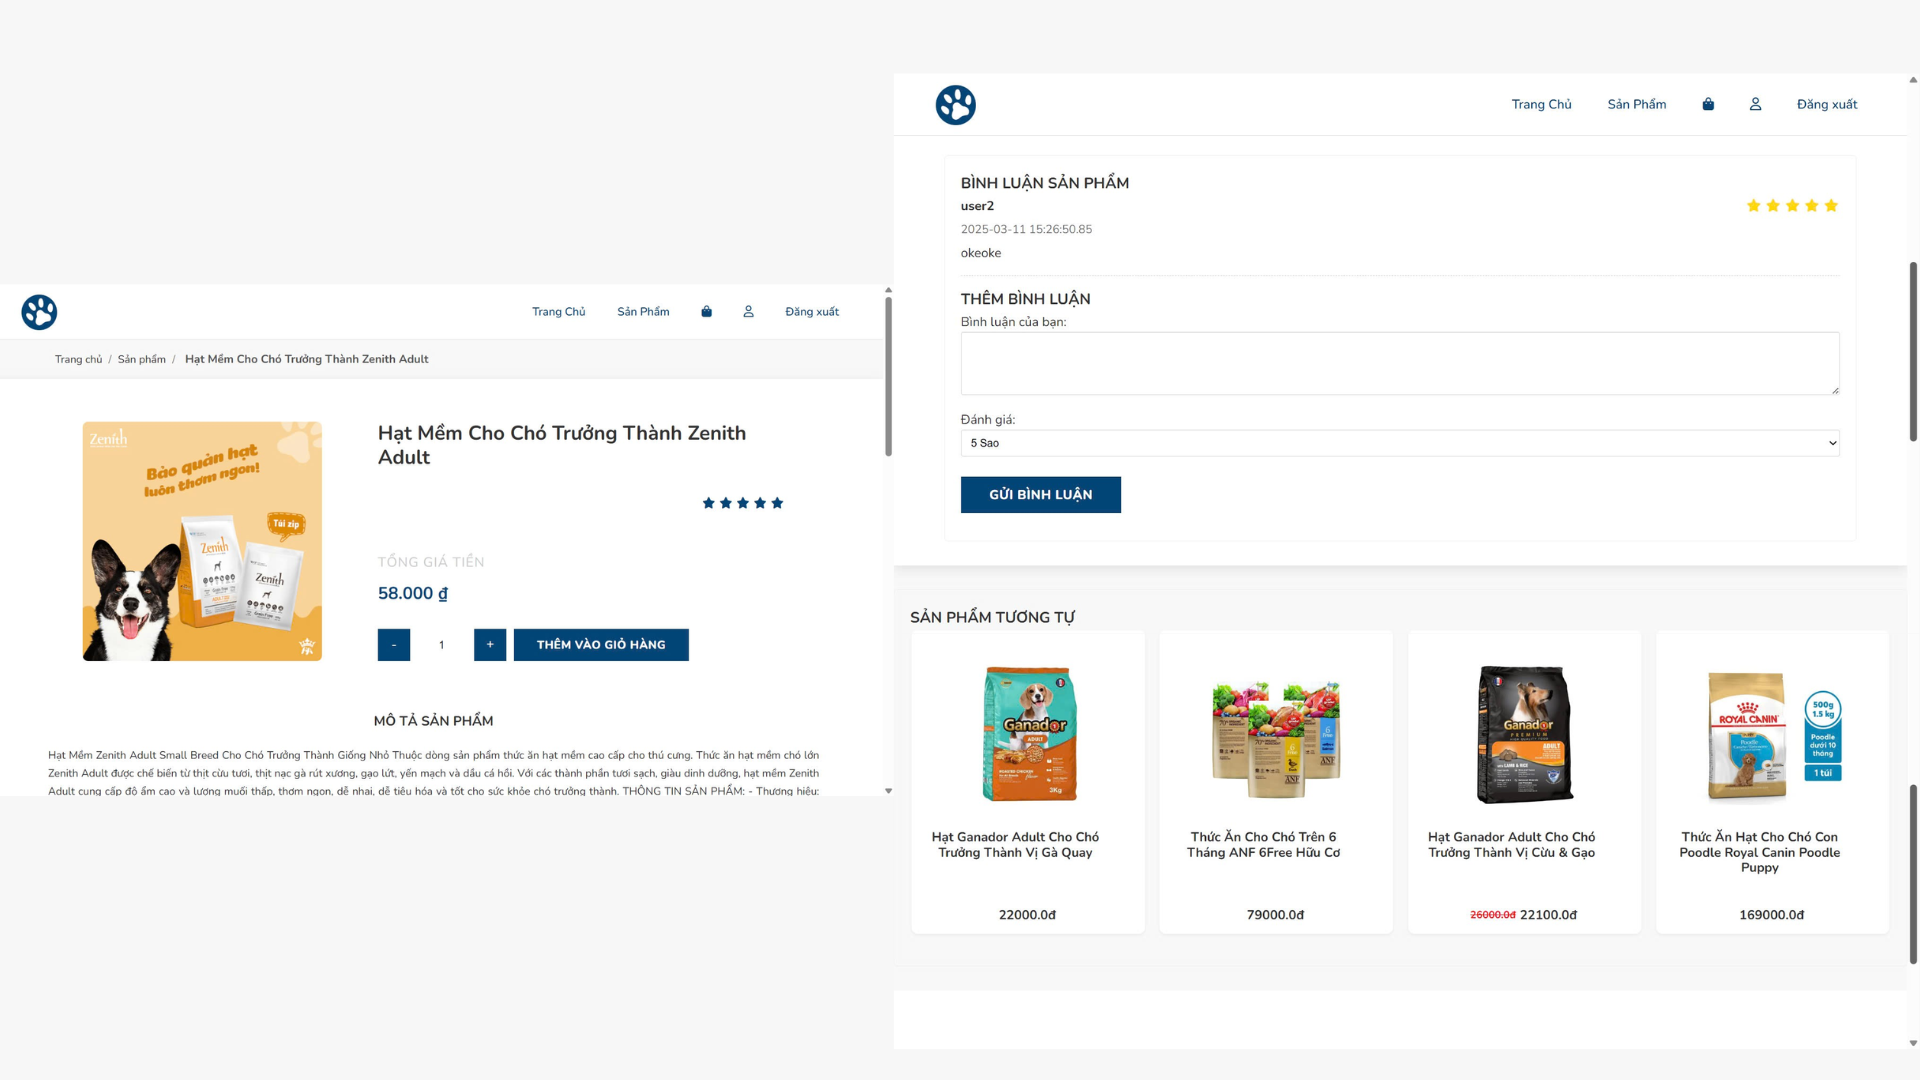 Trang Chủ
Sản Phẩm
Đăng xuất
Trang chủ / Sản phẩm / Hạt Mềm Cho Chó Trưởng Thành Zenith Adult
Zenith
Bảo quản hạt
luôn thơm ngon!
Túi zip
Zenith
Zenith
Hạt Mềm Cho Chó Trưởng Thành Zenith
Adult
TỔNG GIÁ TIỀN
58.000 ₫
- 1 + THÊM VÀO GIỎ HÀNG
MÔ TẢ SẢN PHẨM
Hạt Mềm Zenith Adult Small Breed Cho Chó Trưởng Thành Giống Nhỏ Thuộc dòng sản phẩm thức ăn hạt mềm cao cấp cho thú cưng. Thức ăn hạt mềm chó lớn
Zenith Adult được chế biến từ thịt cừu tươi, thịt nạc gà rút xương, gạo lứt, yến mạch và dầu cá hồi. Với các thành phần tươi sạch, giàu dinh dưỡng, hạt mềm Zenith
Adult cung cấp độ ẩm cao và lượng muối thấp, thơm ngon, dễ nhai, dễ tiêu hóa và tốt cho sức khỏe chó trưởng thành. THÔNG TIN SẢN PHẨM: - Thương hiệu:
Trang Chủ
Sản Phẩm
Đăng xuất
BÌNH LUẬN SẢN PHẨM
user2
2025-03-11 15:26:50.85
okeoke
THÊM BÌNH LUẬN
Bình luận của bạn:
Đánh giá:
5 Sao
GỬI BÌNH LUẬN
SẢN PHẨM TƯƠNG TỰ
Ganador
ADULT
3Kg
Hạt Ganador Adult Cho Chó
Trưởng Thành Vị Gà Quay
22000.0đ
6
ANF
ANF
Thức Ăn Cho Chó Trên 6
Tháng ANF 6Free Hữu Cơ
79000.0đ
Ganador
PREMIUM
ADULT
LAMB & RICE
Hạt Ganador Adult Cho Chó
Trưởng Thành Vị Cừu & Gạo
26000.0đ 22100.0đ
ROYAL CANIN
Poodle
500g
1.5 kg
Poodle
dưới 10
tháng
1 túi
Thức Ăn Hạt Cho Chó Con
Poodle Royal Canin Poodle
Puppy
169000.0đ